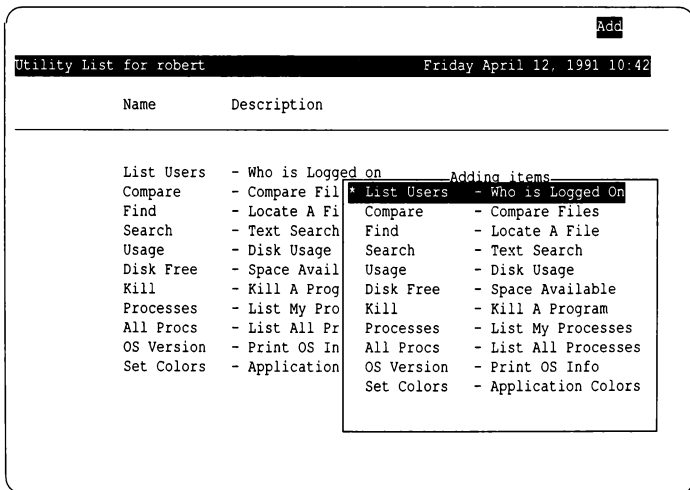 Add
Utility List for robert Friday April 12, 1991 10:42
Name Description
List Users - Who is Logged on
Compare - Compare Fil
Find - Locate A Fi
Search - Text Search
Usage - Disk Usage
Disk Free - Space Avail
Kill - Kill A Prog
Processes - List My Pro
All Procs - List All Pr
OS Version - Print OS In
Set Colors - Application
Adding items
* List Users - Who is Logged On
Compare - Compare Files
Find - Locate A File
Search - Text Search
Usage - Disk Usage
Disk Free - Space Available
Kill - Kill A Program
Processes - List My Processes
All Procs - List All Processes
OS Version - Print OS Info
Set Colors - Application Colors